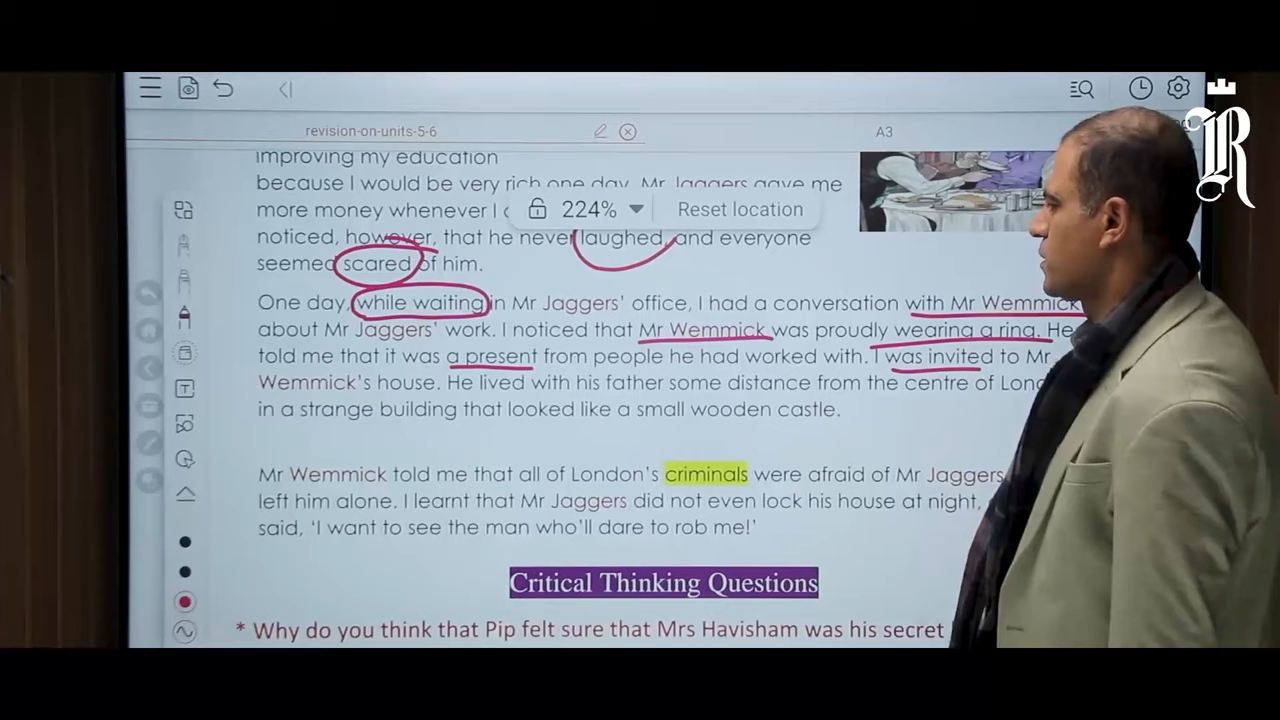 revision-on-units-5-6
A3
improving my education
because I would be very rich one day. Mr Jaggers gave me
more money whenever I
224%
Reset location
noticed, however, that he never laughed, and everyone
seemed scared of him.
One day, while waiting in Mr Jaggers' office, I had a conversation with Mr Wemmick
about Mr Jaggers' work. I noticed that Mr Wemmick was proudly wearing a ring. He
told me that it was a present from people he had worked with. I was invited to Mr
Wemmick's house. He lived with his father some distance from the centre of
in a strange building that looked like a small wooden castle.
Mr Wemmick told me that all of London's criminals were afraid of Mr Jaggers
left him alone. I learnt that Mr Jaggers did not even lock his house at night,
said, 'I want to see the man who'll dare to rob me!'
Critical Thinking Questions
* Why do you think that Pip felt sure that Mrs Havisham was his secret
R